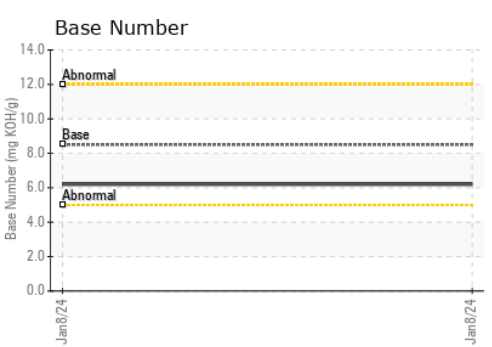 Base Number
14.0
Abnormal
12.0
10.0
Base
8.0
6.0
Abnormal
4.0
2.0
0.0
Base Number (mg KOH/g)
Jan8/24
Jan8/24